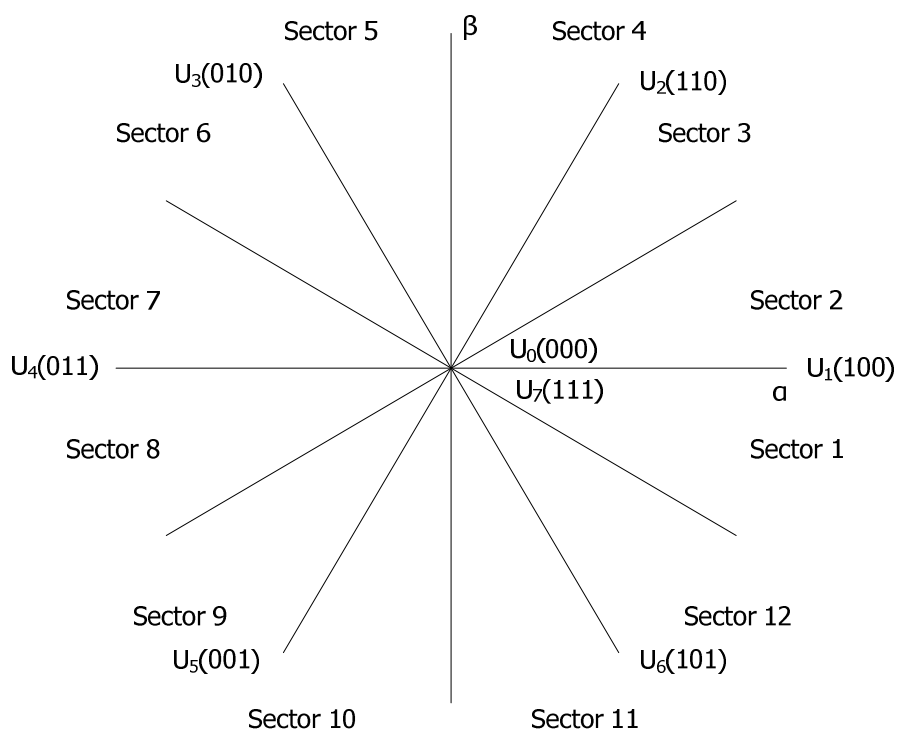 Sector 5
β
Sector 4
U₃(010)
U₂(110)
Sector 6
Sector 3
Sector 7
Sector 2
U₀(000)
U₄(011)
U₁(100)
U₇(111)
α
Sector 8
Sector 1
Sector 9
Sector 12
U₅(001)
U₆(101)
Sector 10
Sector 11